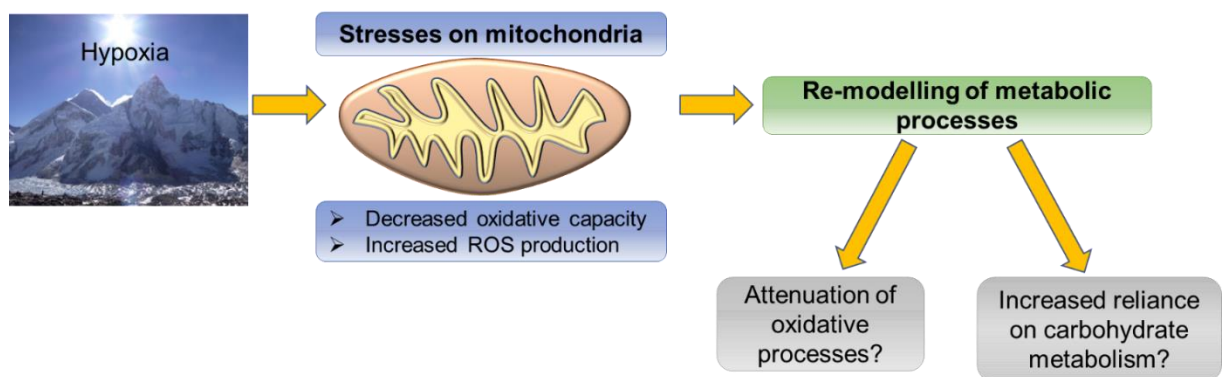 Hypoxia
Stresses on mitochondria
➢ Decreased oxidative capacity
➢ Increased ROS production
Re-modelling of metabolic
processes
Attenuation of
oxidative
processes?
Increased reliance
on carbohydrate
metabolism?